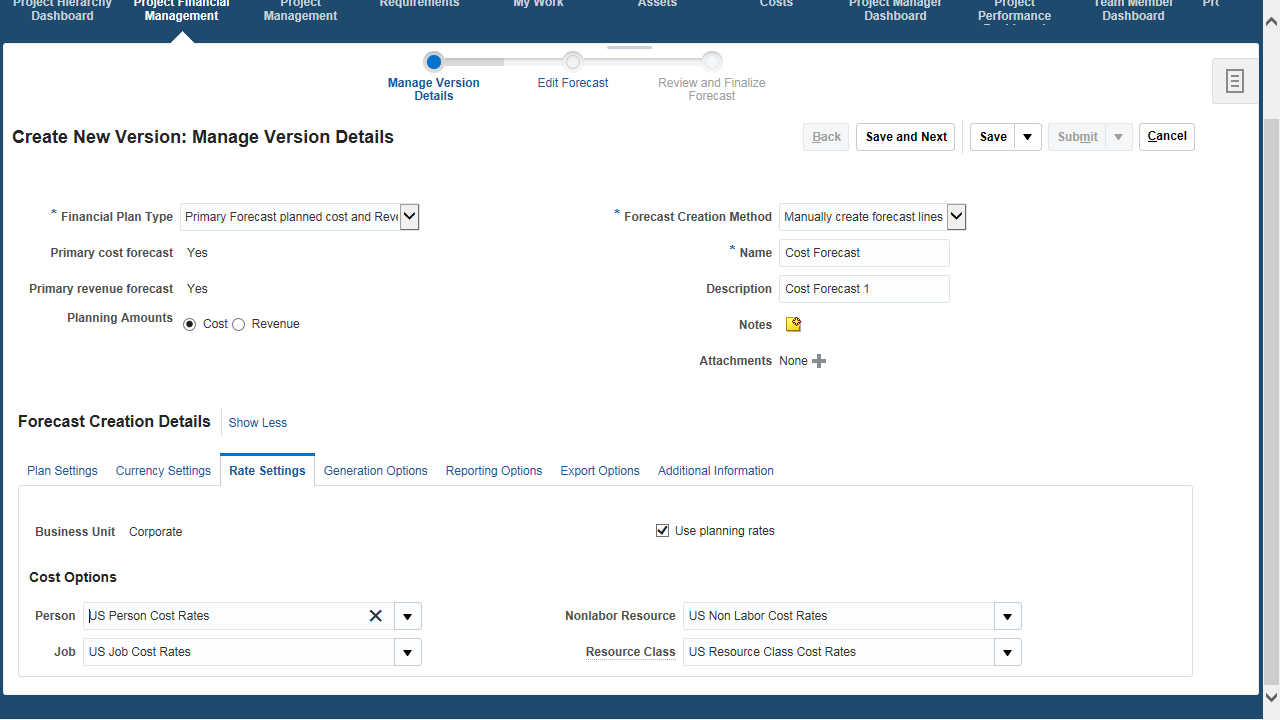 Project Hierarchy Dashboard
Project Financial Management
Project Management
Requirements
My Work
Assets
Costs
Project Manager Dashboard
Project Performance
Team Member Dashboard
Manage Version Details
Edit Forecast
Review and Finalize Forecast
Create New Version: Manage Version Details
Back
Save and Next
Save
Submit
Cancel
* Financial Plan Type Primary Forecast planned cost and Reve
Primary cost forecast Yes
Primary revenue forecast Yes
Planning Amounts Cost Revenue
* Forecast Creation Method Manually create forecast lines
* Name Cost Forecast
Description Cost Forecast 1
Notes
Attachments None
Forecast Creation Details Show Less
Plan Settings Currency Settings Rate Settings Generation Options Reporting Options Export Options Additional Information
Business Unit Corporate
Use planning rates
Cost Options
Person US Person Cost Rates
Nonlabor Resource US Non Labor Cost Rates
Job US Job Cost Rates
Resource Class US Resource Class Cost Rates